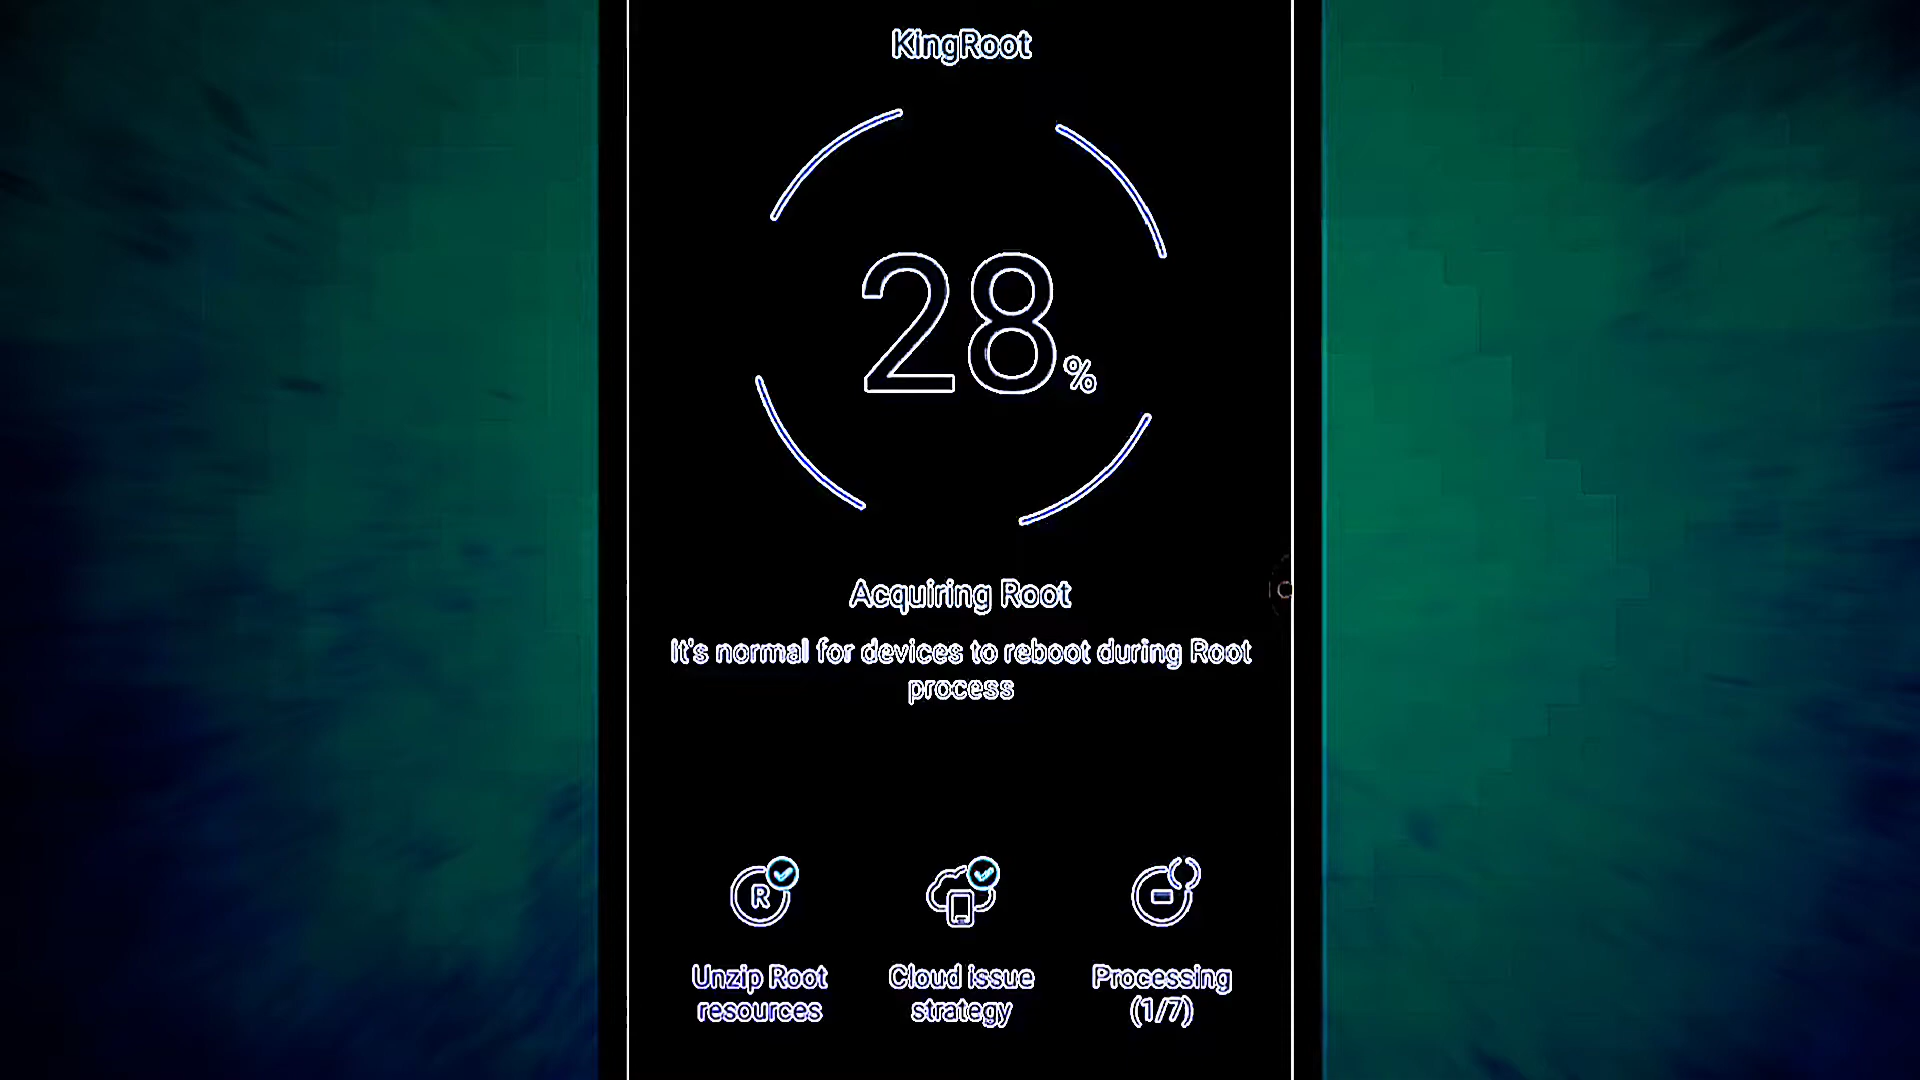 KingRoot
28%
Acquiring Root
It's normal for devices to reboot during Root
process
Unzip Root
resources
Cloud issue
strategy
Processing
(1/7)